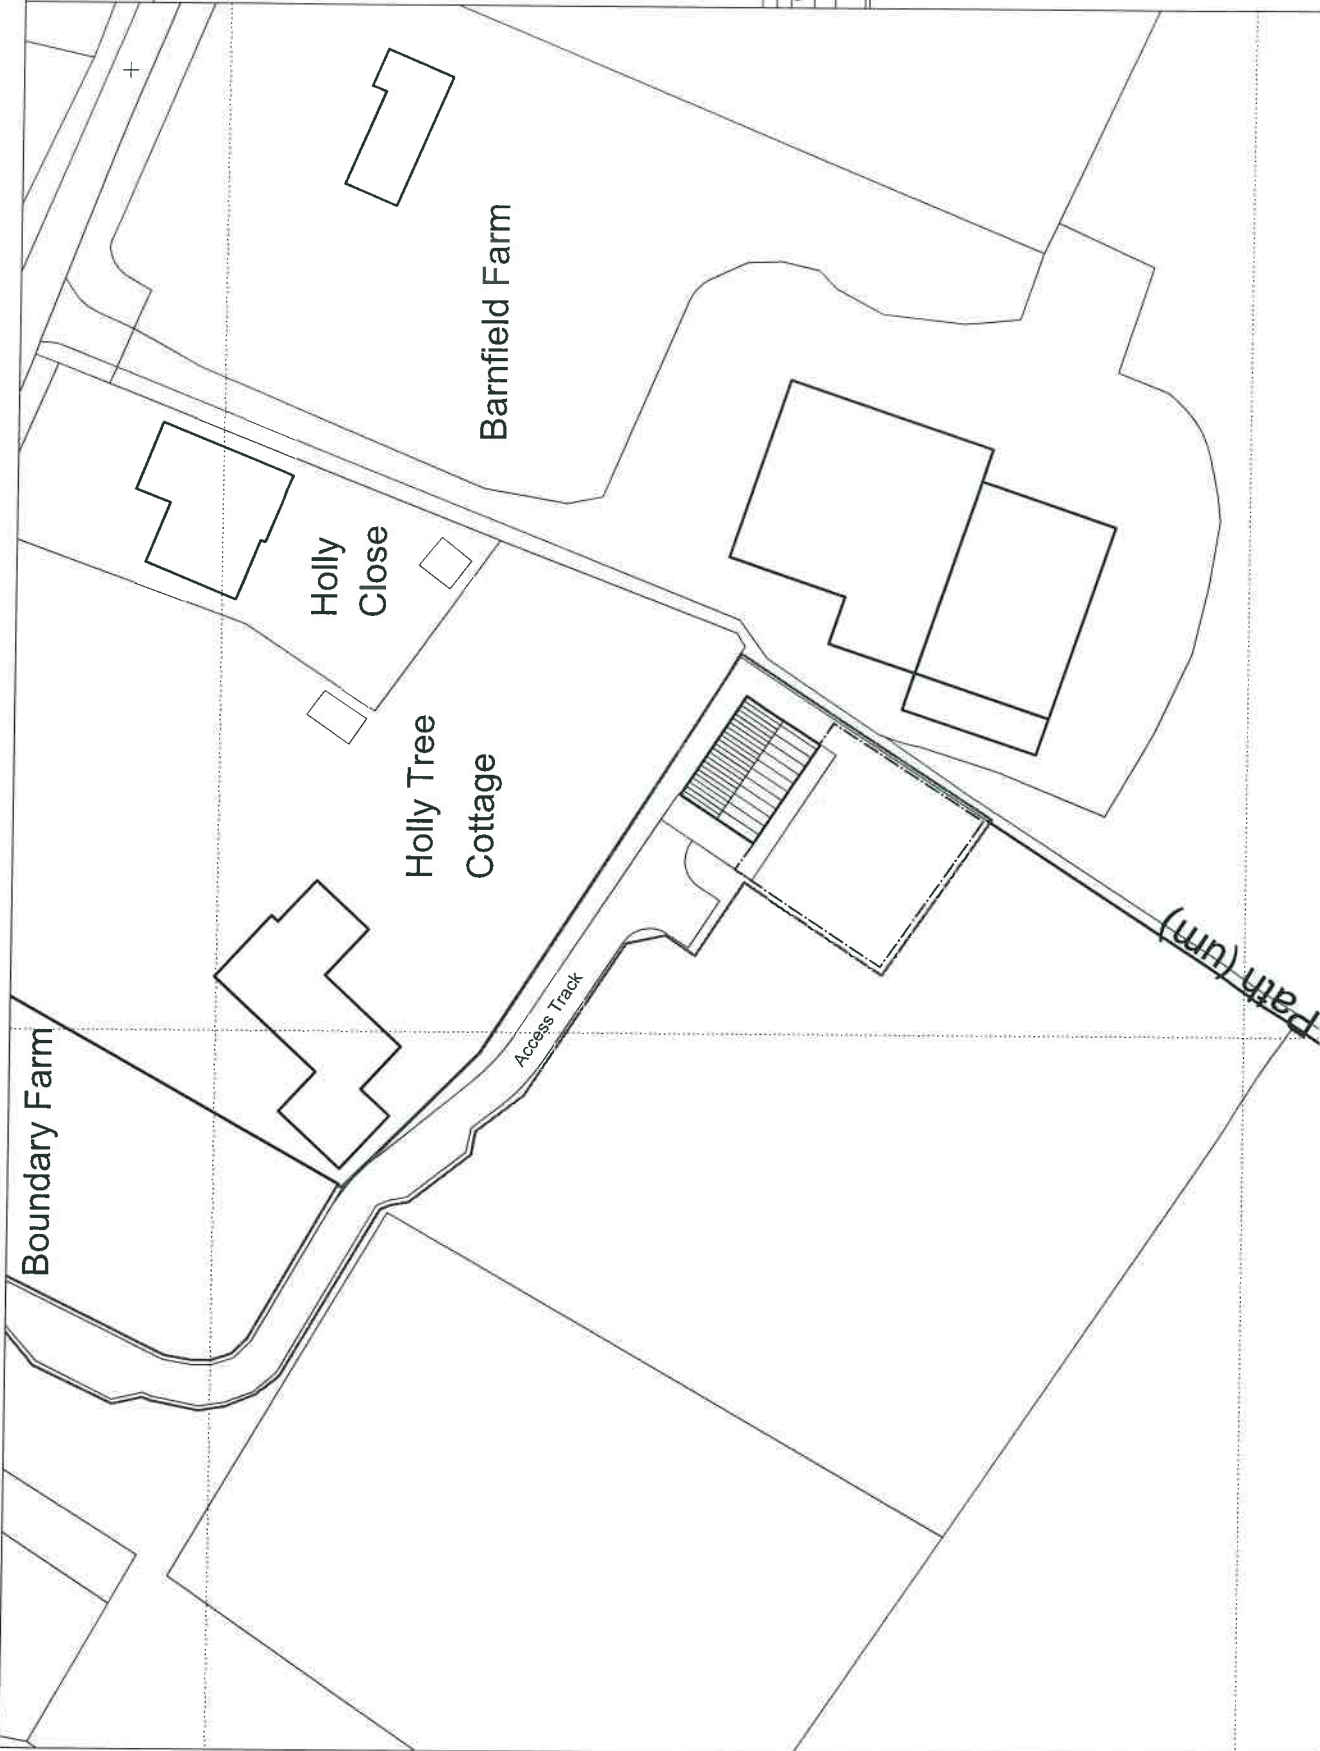 Boundary Farm
Holly Tree
Cottage
Holly
Close
Barnfield Farm
Access Track
Path (um)